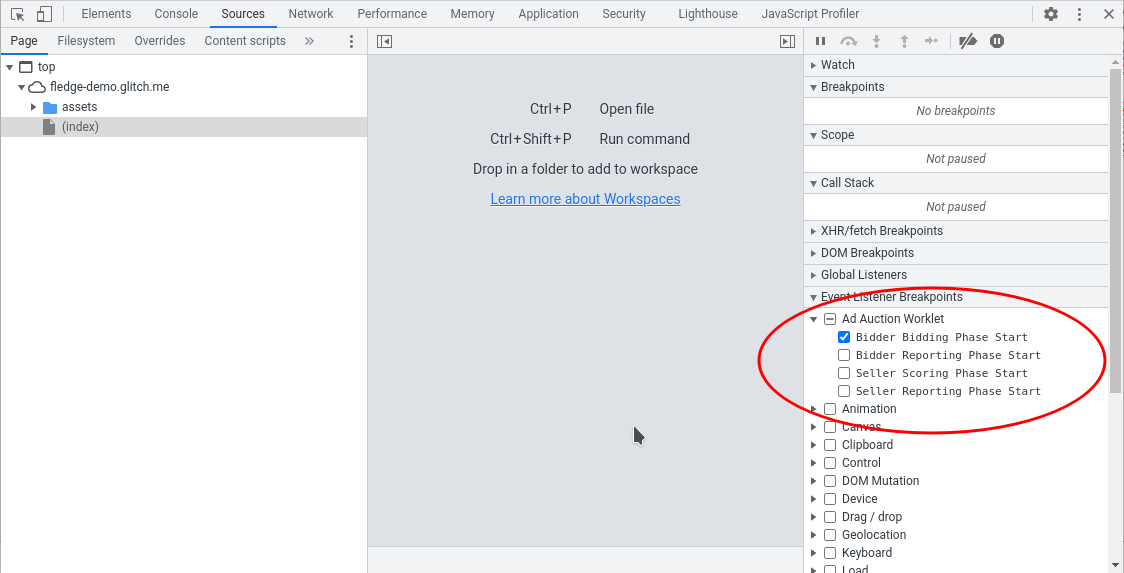 Elements Console Sources Network Performance Memory Application Security Lighthouse JavaScript Profiler
Page Filesystem Overrides Content scripts »
top
fledge-demo.glitch.me
assets
(index)
Ctrl+P Open file
Ctrl+Shift+P Run command
Drop in a folder to add to workspace
Learn more about Workspaces
Watch
Breakpoints
No breakpoints
Scope
Not paused
Call Stack
Not paused
XHR/fetch Breakpoints
DOM Breakpoints
Global Listeners
Event Listener Breakpoints
Ad Auction Worklet
Bidder Bidding Phase Start
Bidder Reporting Phase Start
Seller Scoring Phase Start
Seller Reporting Phase Start
Animation
Canvas
Clipboard
Control
DOM Mutation
Device
Drag / drop
Geolocation
Keyboard
Load